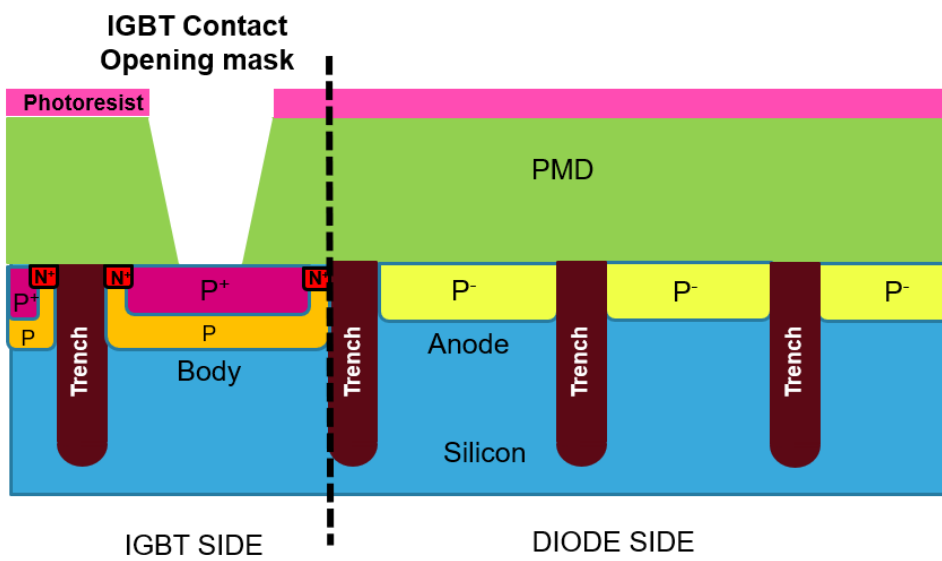 IGBT Contact
Opening mask
Photoresist
PMD
N⁺
N⁺
N⁺
P⁺
P⁺
P⁻
P⁻
P⁻
P
P
Trench
Trench
Trench
Trench
Body
Anode
Silicon
IGBT SIDE
DIODE SIDE